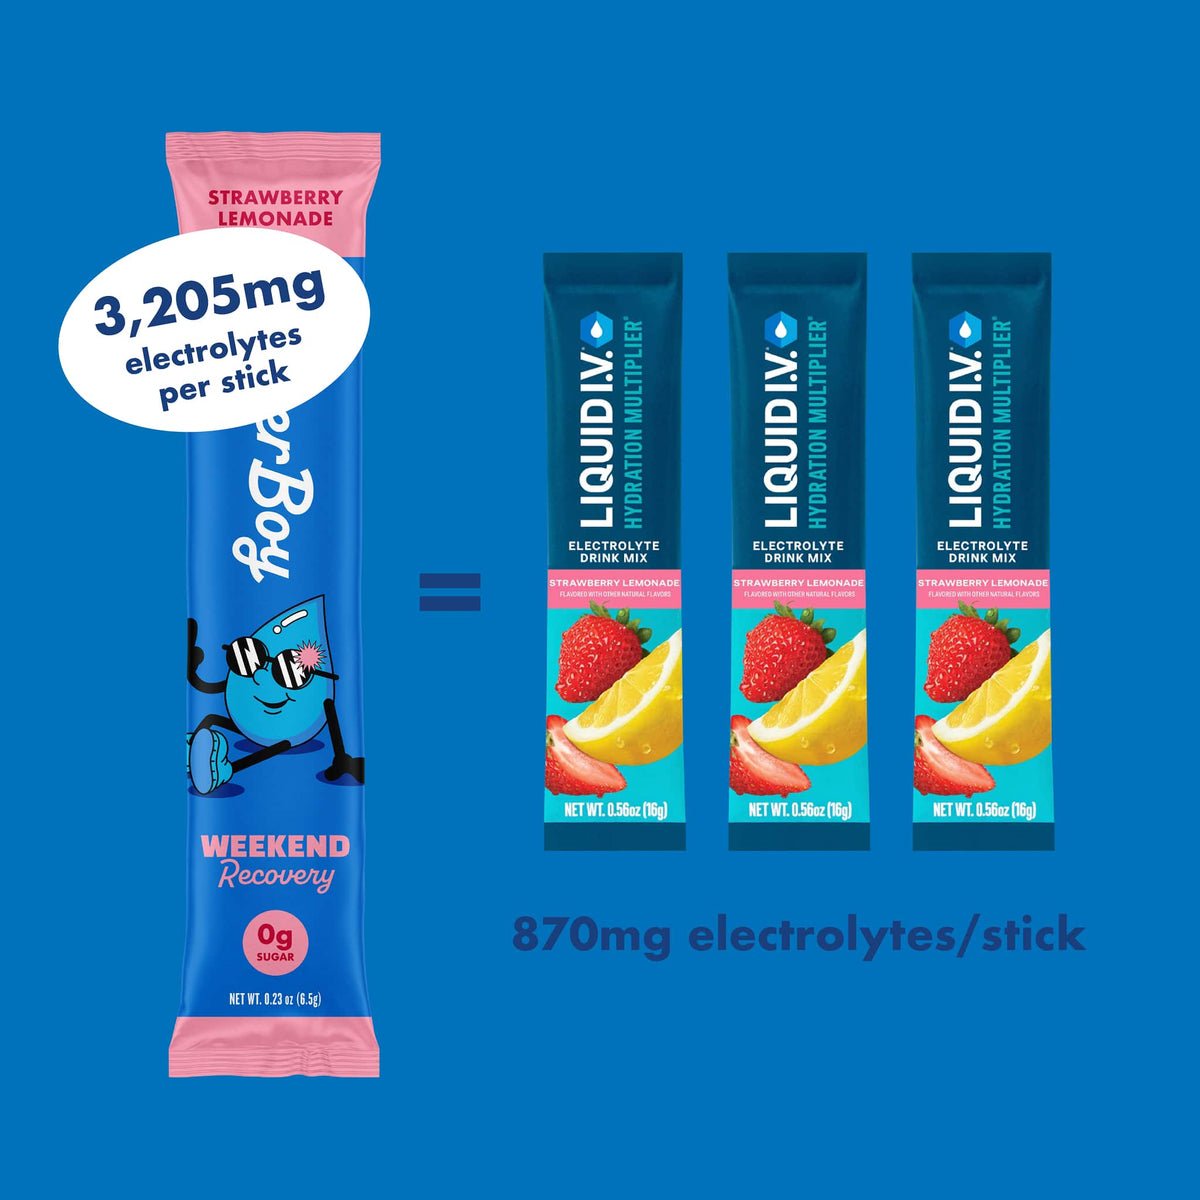 STRAWBERRY
LEMONADE
3,205mg
electrolytes
per stick
Boy
WEEKEND
Recovery
0g
SUGAR
NET WT. 0.23 oz (6.5g)
=
LIQUID I.V.
HYDRATION MULTIPLIER®
ELECTROLYTE
DRINK MIX
STRAWBERRY LEMONADE
FLAVORED WITH OTHER NATURAL FLAVORS
NET WT. 0.56oz (16g)
LIQUID I.V.
HYDRATION MULTIPLIER®
ELECTROLYTE
DRINK MIX
STRAWBERRY LEMONADE
FLAVORED WITH OTHER NATURAL FLAVORS
NET WT. 0.56oz (16g)
LIQUID I.V.
HYDRATION MULTIPLIER®
ELECTROLYTE
DRINK MIX
STRAWBERRY LEMONADE
FLAVORED WITH OTHER NATURAL FLAVORS
NET WT. 0.56oz (16g)
870mg electrolytes/stick